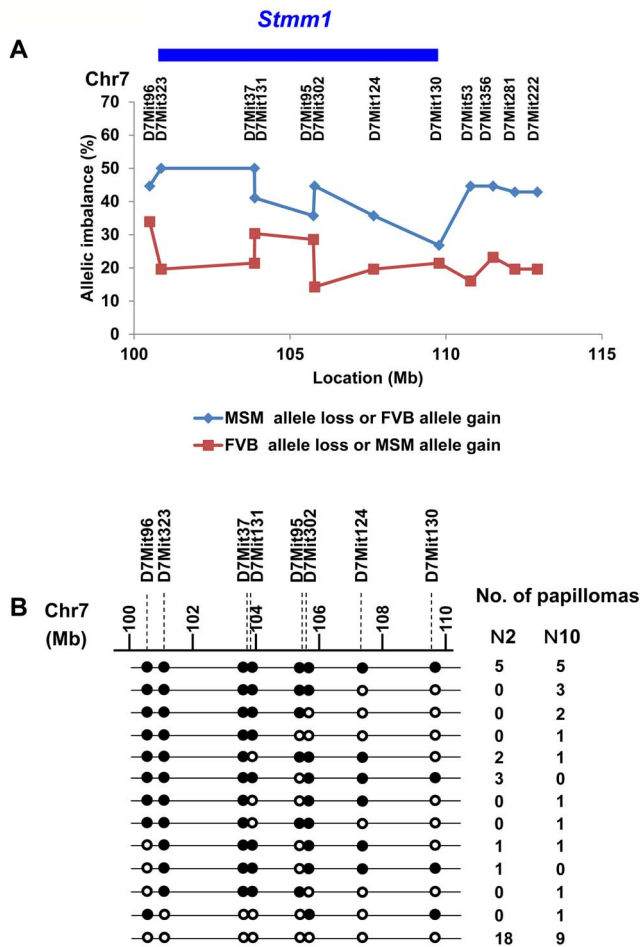 Stmm1
A
Chr7
D7Mit96
D7Mit323
D7Mit37
D7Mit131
D7Mit95
D7Mit302
D7Mit124
D7Mit130
D7Mit53
D7Mit356
D7Mit281
D7Mit222
Allelic imbalance (%)
70
60
50
40
30
20
10
0
100 105 110 115
Location (Mb)
MSM allele loss or FVB allele gain
FVB allele loss or MSM allele gain
D7Mit96
D7Mit323
D7Mit37
D7Mit131
D7Mit95
D7Mit302
D7Mit124
D7Mit130
B
Chr7
(Mb)
100 102 104 106 108 110
No. of papillomas
N2 N10
5 5
0 3
0 2
0 1
2 1
3 0
0 1
0 1
1 1
1 0
0 1
0 1
18 9